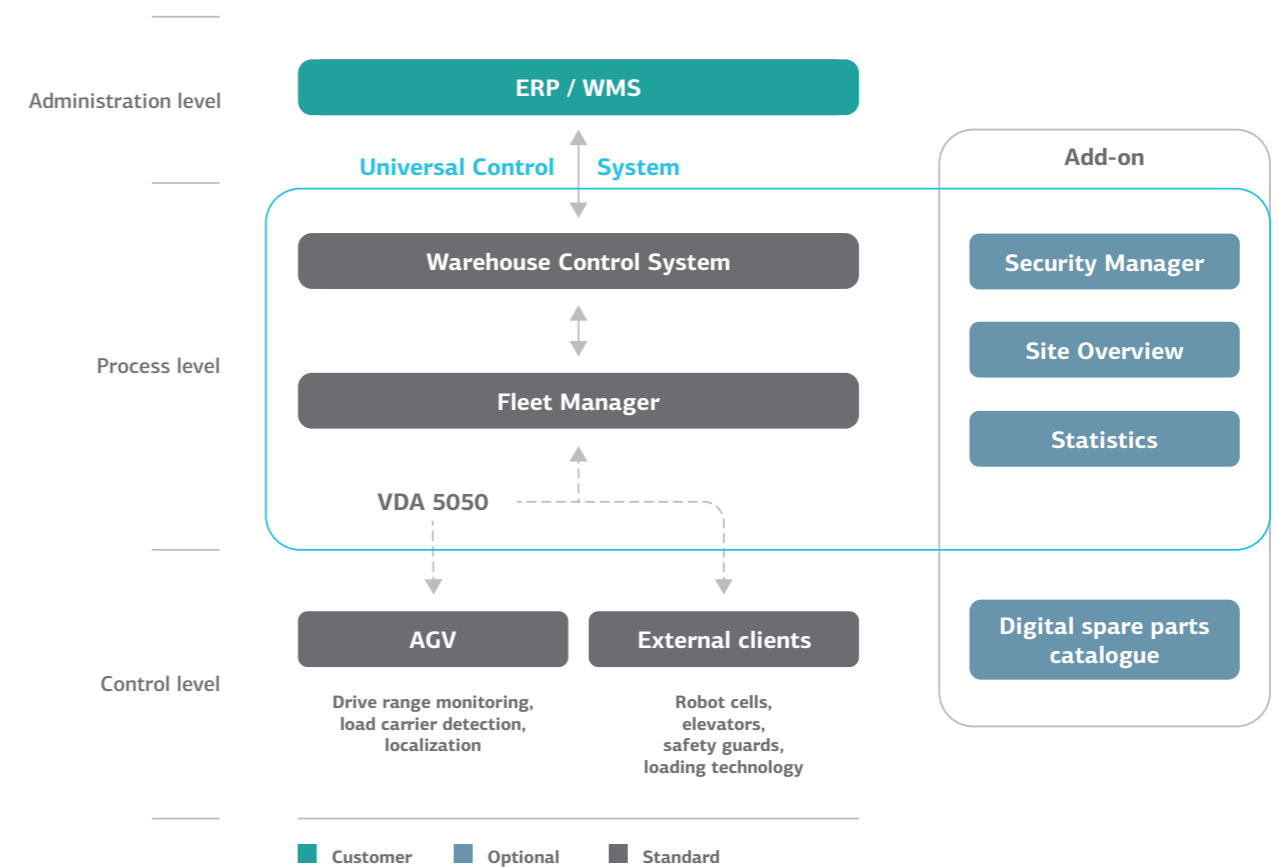 Administration level
ERP / WMS
Universal Control System
Add-on
Warehouse Control System
Security Manager
Site Overview
Process level
Fleet Manager
Statistics
VDA 5050
AGV
External clients
Digital spare parts
catalogue
Control level
Drive range monitoring,
load carrier detection,
localization
Robot cells,
elevators,
safety guards,
loading technology
Customer
Optional
Standard